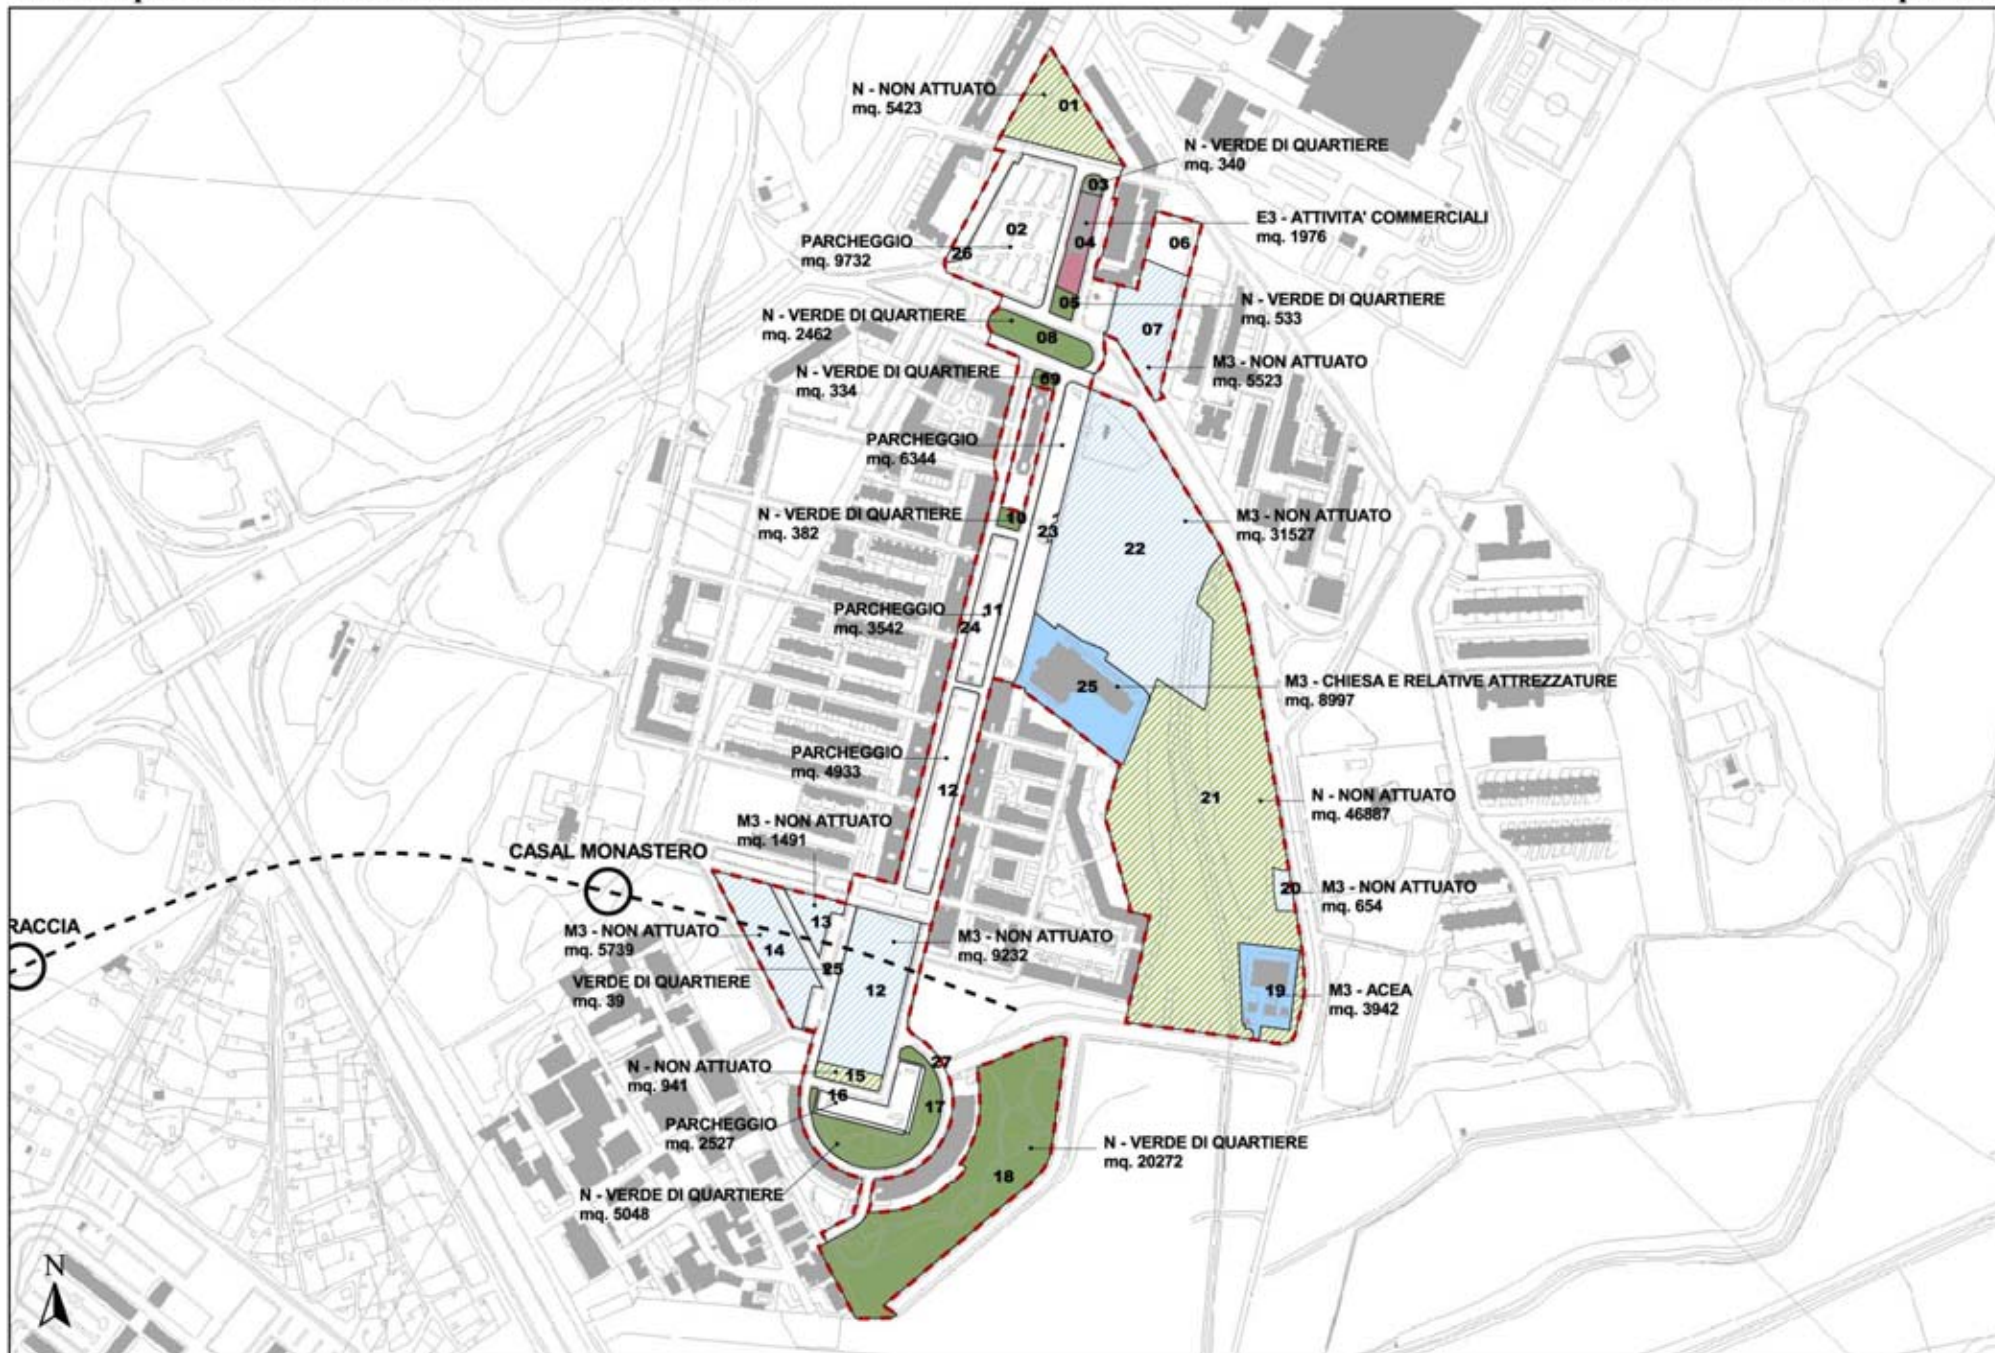 N - NON ATTUATO
mq. 5423
01
N - VERDE DI QUARTIERE
mq. 340
03
E3 - ATTIVITA' COMMERCIALI
mq. 1976
02
04
06
PARCHEGGIO
mq. 9732
26
N - VERDE DI QUARTIERE
mq. 533
05
N - VERDE DI QUARTIERE
mq. 2462
08
07
M3 - NON ATTUATO
mq. 5523
N - VERDE DI QUARTIERE
mq. 334
09
PARCHEGGIO
mq. 6344
N - VERDE DI QUARTIERE
mq. 382
10
23
M3 - NON ATTUATO
mq. 31527
22
PARCHEGGIO
mq. 3542
11
24
M3 - CHIESA E RELATIVE ATTREZZATURE
mq. 8997
25
PARCHEGGIO
mq. 4933
12
21
N - NON ATTUATO
mq. 46887
M3 - NON ATTUATO
mq. 1491
CASAL MONASTERO
20
M3 - NON ATTUATO
mq. 654
RACCIA
13
M3 - NON ATTUATO
mq. 5739
14
M3 - NON ATTUATO
mq. 9232
VERDE DI QUARTIERE
mq. 39
12
19
M3 - ACEA
mq. 3942
N - NON ATTUATO
mq. 941
15
27
16
17
PARCHEGGIO
mq. 2527
N - VERDE DI QUARTIERE
mq. 20272
18
N - VERDE DI QUARTIERE
mq. 5048
N